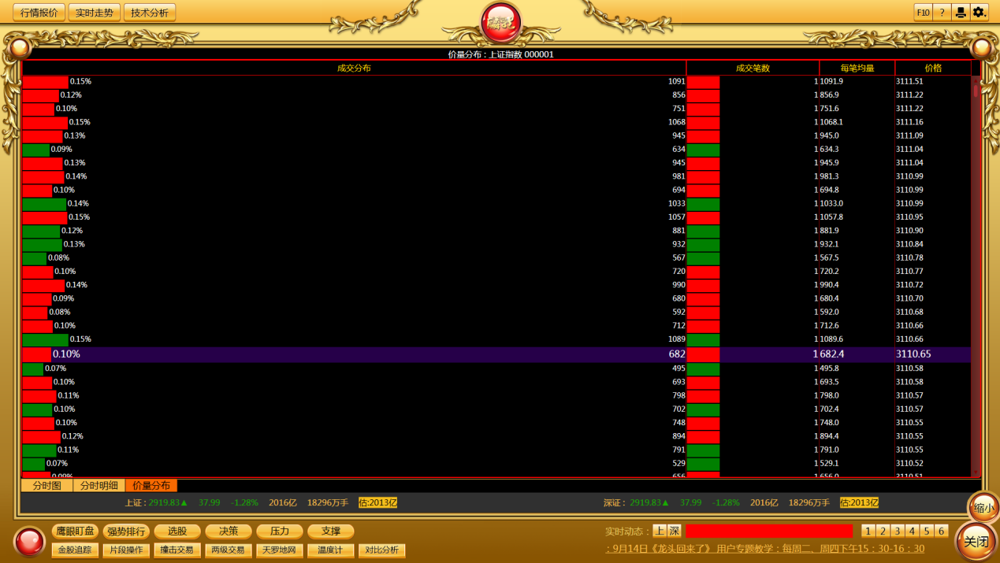 行情报价 实时走势 技术分析 F10 ?
价量分布 : 上证指数 000001
成交分布 成交笔数 每笔均量 价格
0.15% 1091 1 1091.9 3111.51
0.12% 856 1 856.9 3111.22
0.10% 751 1 751.6 3111.22
0.15% 1068 1 1068.1 3111.16
0.13% 945 1 945.0 3111.09
0.09% 634 1 634.3 3111.04
0.13% 945 1 945.9 3111.04
0.14% 981 1 981.3 3110.99
0.10% 694 1 694.8 3110.99
0.14% 1033 1 1033.0 3110.99
0.15% 1057 1 1057.8 3110.95
0.12% 881 1 881.9 3110.90
0.13% 932 1 932.1 3110.84
0.08% 567 1 567.5 3110.78
0.10% 720 1 720.2 3110.77
0.14% 990 1 990.4 3110.72
0.09% 680 1 680.4 3110.70
0.08% 592 1 592.0 3110.68
0.10% 712 1 712.6 3110.66
0.15% 1089 1 1089.6 3110.66
0.10% 682 1 682.4 3110.65
0.07% 495 1 495.8 3110.58
0.10% 693 1 693.5 3110.58
0.11% 798 1 798.0 3110.57
0.10% 702 1 702.4 3110.57
0.10% 748 1 748.0 3110.55
0.12% 894 1 894.4 3110.55
0.11% 791 1 791.0 3110.55
0.07% 529 1 529.1 3110.52
0.09% 656 1 656.0 3110.51
分时图 分时明细 价量分布
上证 : 2919.83▲ 37.99 -1.28% 2016亿 18296万手 估:2013亿 深证 : 2919.83▲ 37.99 -1.28% 2016亿 18296万手 估:2013亿
缩小
鹰眼盯盘 强势排行 选股 决策 压力 支撑 实时动态 : 上 深 1 2 3 4 5 6
关闭
金股追踪 片段操作 撞击交易 两级交易 天罗地网 温度计 对比分析 : 9月14日《龙头回来了》 用户专题教学 : 每周二、周四下午15 : 30-16 : 30